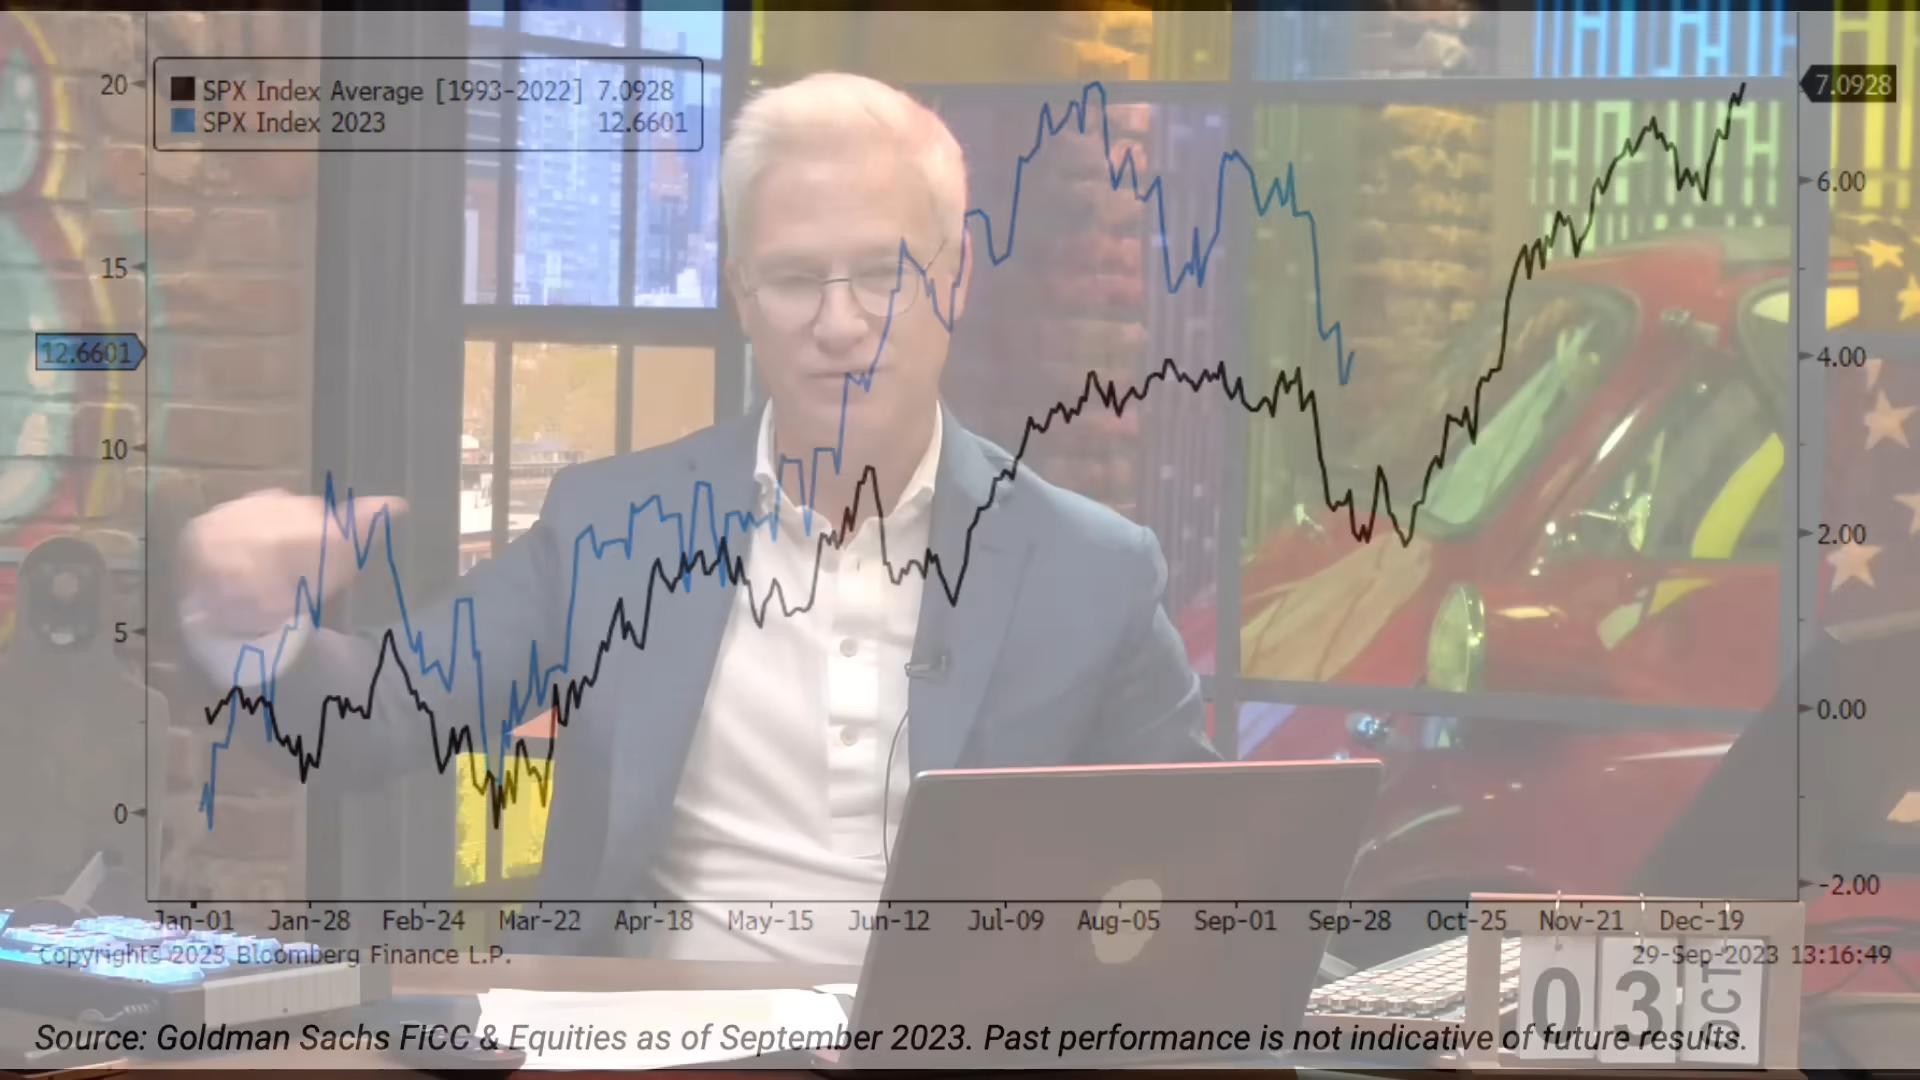 SPX Index Average [1993-2022] 7.0928
SPX Index 2023 12.6601
20
15
12.6601
10
5
0
7.0928
6.00
4.00
2.00
0.00
-2.00
Jan-01 Jan-28 Feb-24 Mar-22 Apr-18 May-15 Jun-12 Jul-09 Aug-05 Sep-01 Sep-28 Oct-25 Nov-21 Dec-19
Copyrights 2023 Bloomberg Finance L.P.
29-Sep-2023 13:16:49
03 OCT
Source: Goldman Sachs FICC & Equities as of September 2023. Past performance is not indicative of future results.